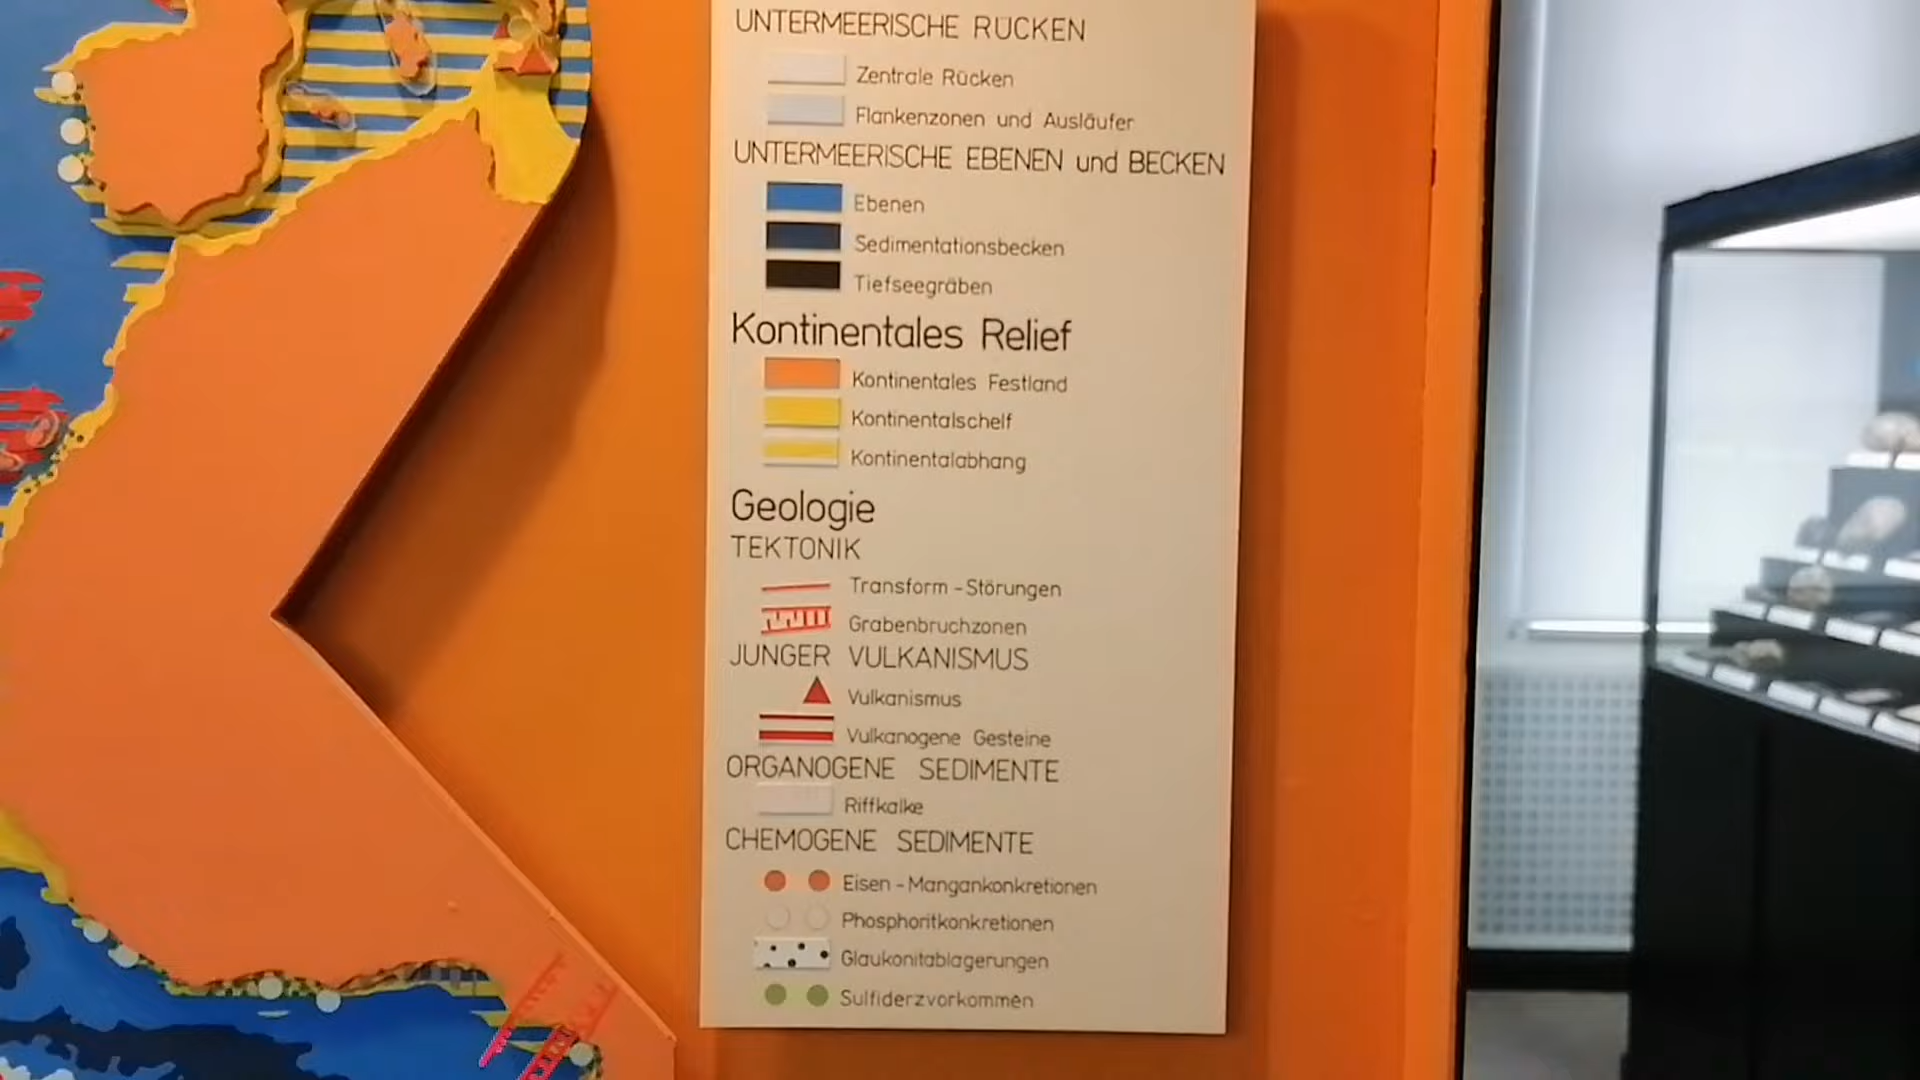 UNTERMEERISCHE RÜCKEN
Zentrale Rücken
Flankenzonen und Ausläufer
UNTERMEERISCHE EBENEN und BECKEN
Ebenen
Sedimentationsbecken
Tiefseegräben
Kontinentales Relief
Kontinentales Festland
Kontinentalschelf
Kontinentalabhang
Geologie
TEKTONIK
Transform-Störungen
Grabenbruchzonen
JUNGER VULKANISMUS
Vulkanismus
Vulkanogene Gesteine
ORGANOGENE SEDIMENTE
Riffkalke
CHEMOGENE SEDIMENTE
Eisen-Mangankonkretionen
Phosphoritkonkretionen
Glaukonitablagerungen
Sulfiderzvorkommen